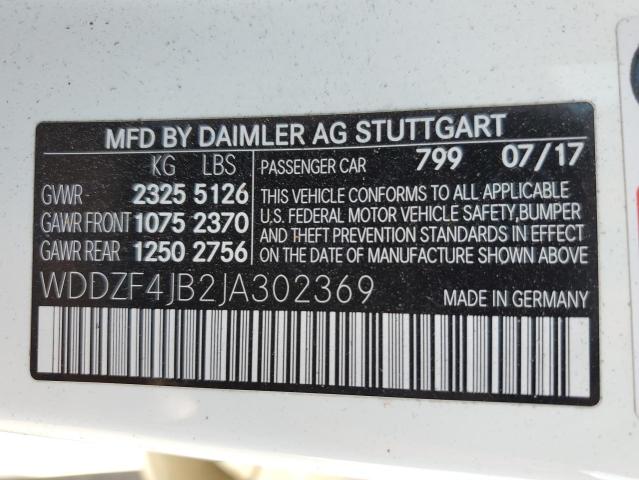 MFD BY DAIMLER AG STUTTGART
KG LBS
GVWR - 2325 5126
GAWR FRONT 1075 2370
GAWR REAR 1250 2756
PASSENGER CAR 799 07/17
THIS VEHICLE CONFORMS TO ALL APPLICABLE
U.S. FEDERAL MOTOR VEHICLE SAFETY, BUMPER
AND THEFT PREVENTION STANDARDS IN EFFECT
ON THE DATE OF MANUFACTURE SHOWN ABOVE
WDDZF4JB2JA302369
MADE IN GERMANY